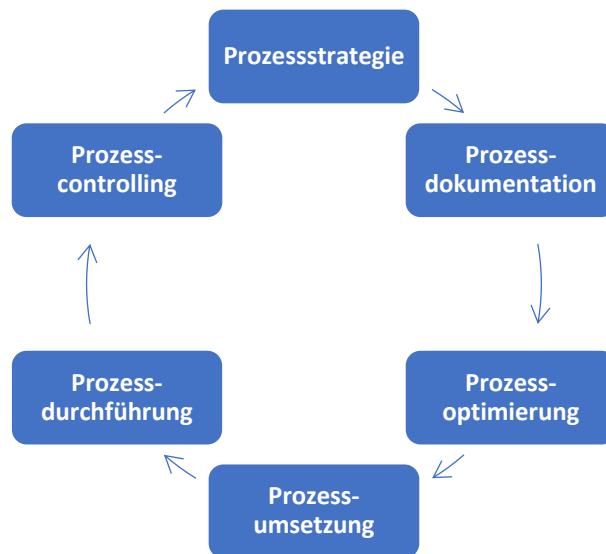 Prozessstrategie
Prozess-
dokumentation
Prozess-
optimierung
Prozess-
umsetzung
Prozess-
durchführung
Prozess-
controlling